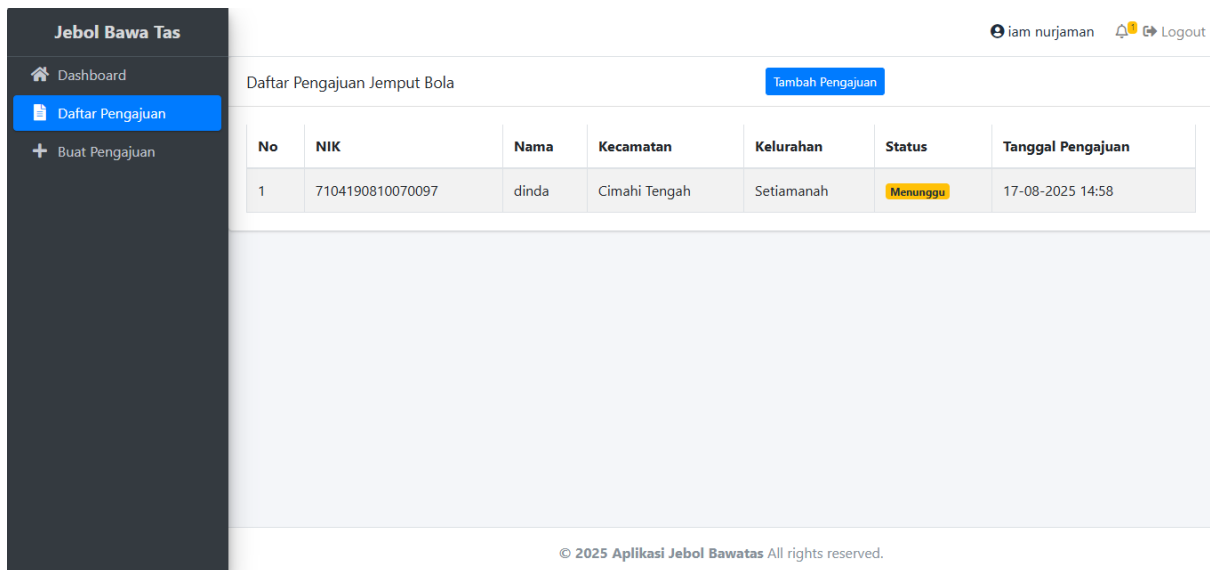 Jebol Bawa Tas
iam nurjaman 1 Logout
Dashboard
Daftar Pengajuan
Buat Pengajuan
Daftar Pengajuan Jemput Bola Tambah Pengajuan
No NIK Nama Kecamatan Kelurahan Status Tanggal Pengajuan
1 7104190810070097 dinda Cimahi Tengah Setiamanah Menunggu 17-08-2025 14:58
© 2025 Aplikasi Jebol Bawatas All rights reserved.